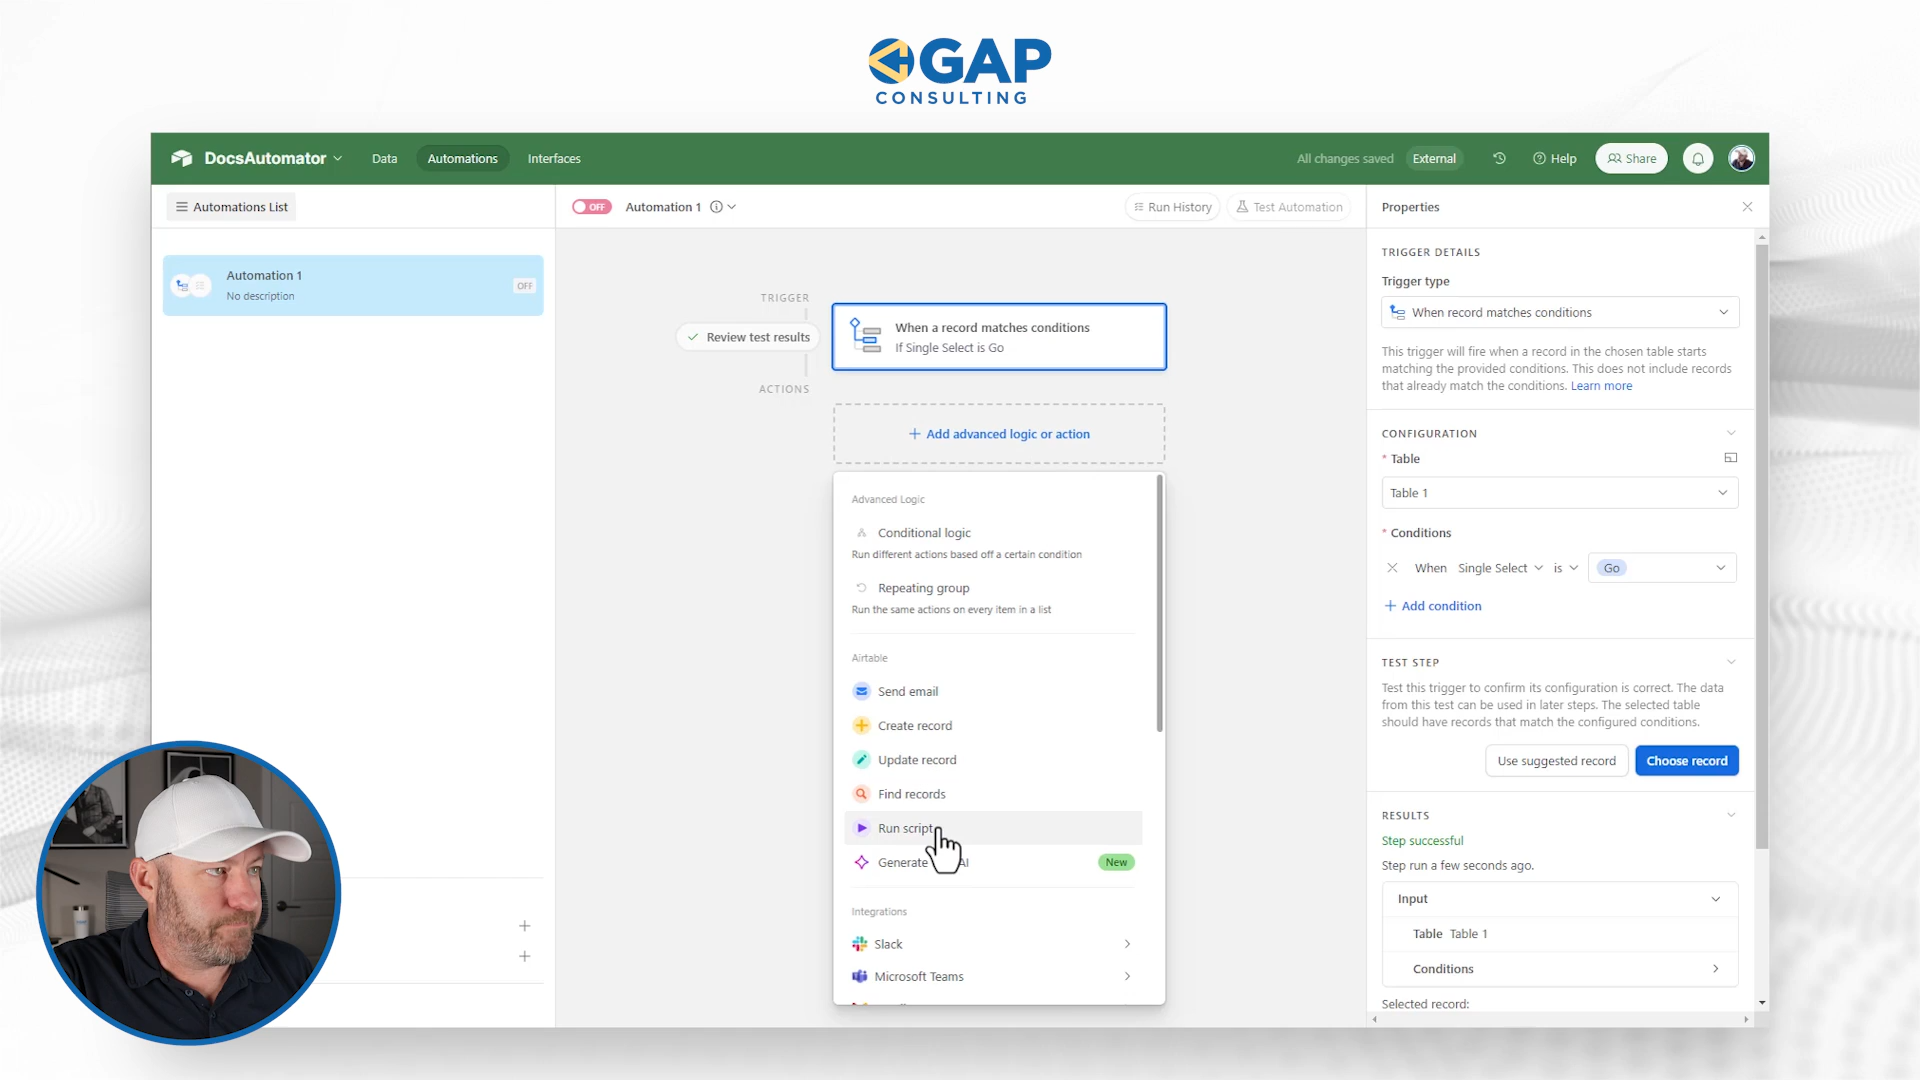 GAP
CONSULTING
DocsAutomator
Data
Automations
Interfaces
All changes saved
External
Help
Share
Automations List
OFF
Automation 1
Run History
Test Automation
Properties
Automation 1
No description
OFF
TRIGGER
Review test results
ACTIONS
When a record matches conditions
If Single Select is Go
Add advanced logic or action
Advanced Logic
Conditional logic
Run different actions based off a certain condition
Repeating group
Run the same actions on every item in a list
Airtable
Send email
Create record
Update record
Find records
Run script
Generate
New
Integrations
Slack
Microsoft Teams
TRIGGER DETAILS
Trigger type
When record matches conditions
This trigger will fire when a record in the chosen table starts
matching the provided conditions. This does not include records
that already match the conditions. Learn more
CONFIGURATION
* Table
Table 1
* Conditions
When Single Select is Go
Add condition
TEST STEP
Test this trigger to confirm its configuration is correct. The data
from this test can be used in later steps. The selected table
should have records that match the configured conditions.
Use suggested record
Choose record
RESULTS
Step successful
Step run a few seconds ago.
Input
Table Table 1
Conditions
Selected record: